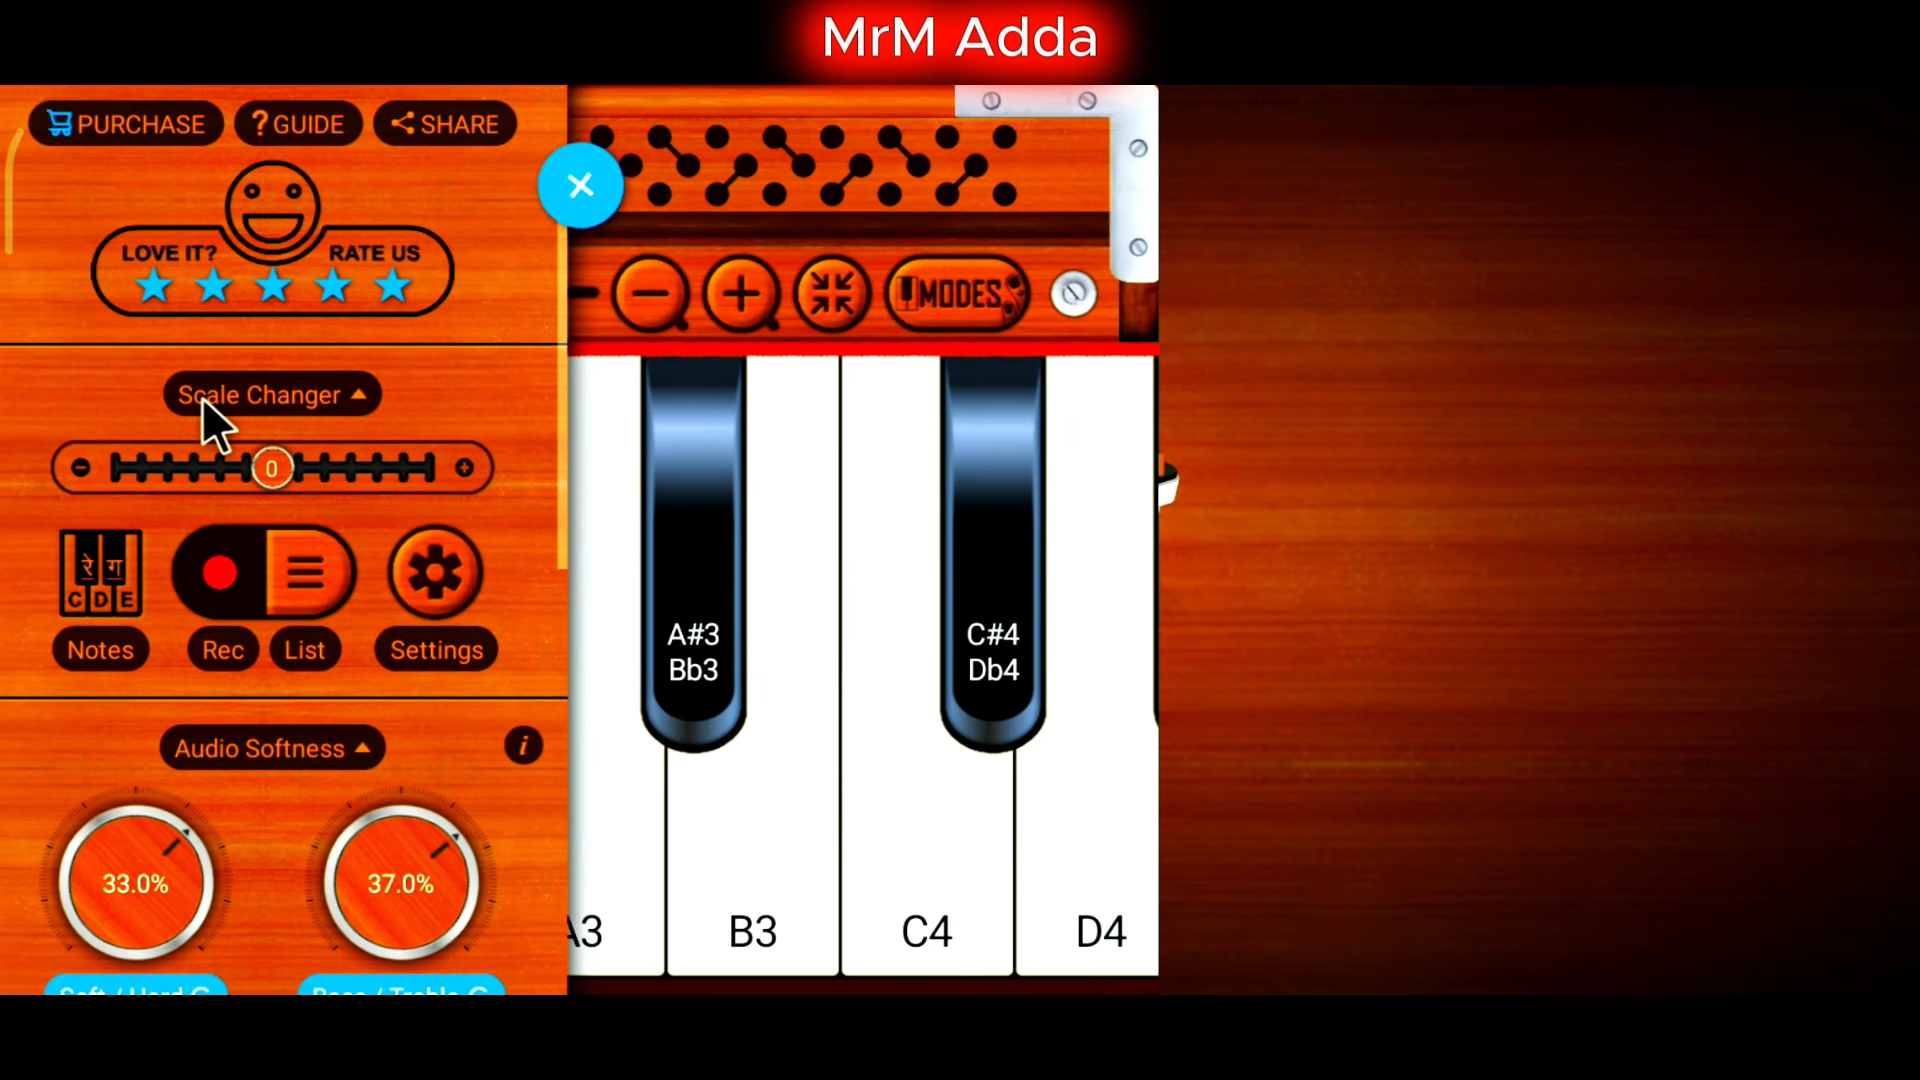 MrM Adda
PURCHASE
? GUIDE
SHARE
LOVE IT?
RATE US
MODES
Scale Changer
0
रे ग
C D E
Notes
Rec
List
Settings
A#3
Bb3
C#4
Db4
Audio Softness
i
33.0%
37.0%
A3
B3
C4
D4